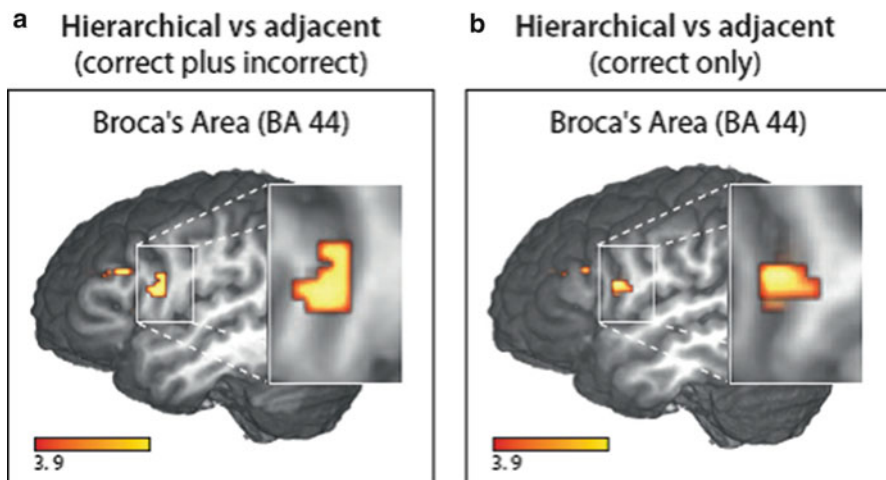 a
Hierarchical vs adjacent
(correct plus incorrect)
Broca's Area (BA 44)
3.9
b
Hierarchical vs adjacent
(correct only)
Broca's Area (BA 44)
3.9